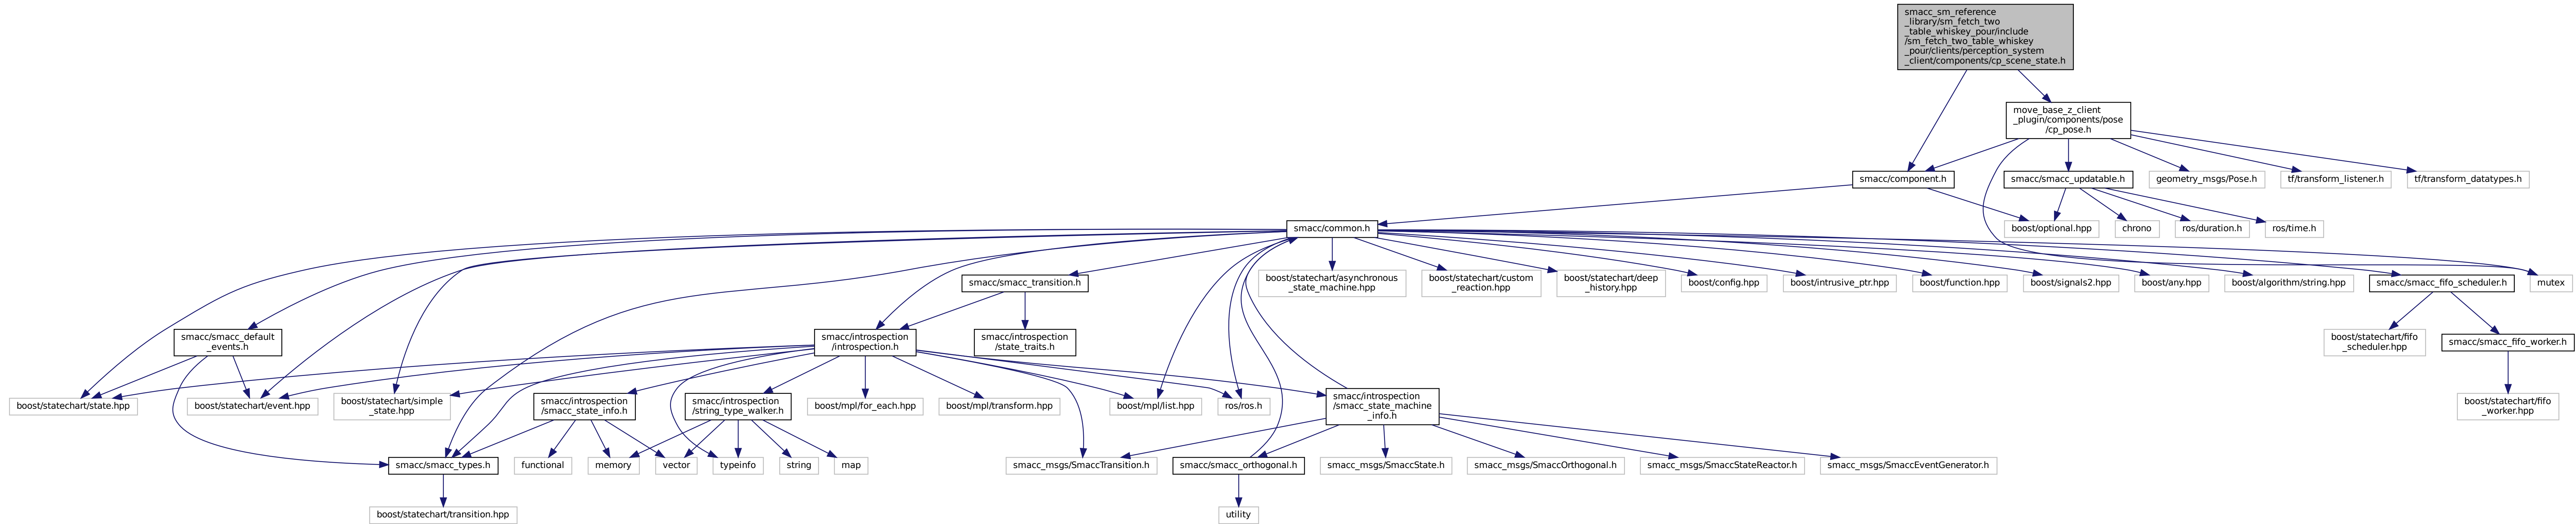 smacc_sm_reference
_library/sm_fetch_two
_table_whiskey_pour/include
/sm_fetch_two_table_whiskey
_pour/clients/perception_system
_client/components/cp_scene_state.h
move_base_z_client
_plugin/components/pose
/cp_pose.h
smacc/component.h
smacc/smacc_updatable.h
geometry_msgs/Pose.h
tf/transform_listener.h
tf/transform_datatypes.h
smacc/common.h
boost/optional.hpp
chrono
ros/duration.h
ros/time.h
smacc/smacc_transition.h
boost/statechart/asynchronous
_state_machine.hpp
boost/statechart/custom
_reaction.hpp
boost/statechart/deep
_history.hpp
boost/config.hpp
boost/intrusive_ptr.hpp
boost/function.hpp
boost/signals2.hpp
boost/any.hpp
boost/algorithm/string.hpp
smacc/smacc_fifo_scheduler.h
mutex
smacc/smacc_default
_events.h
smacc/introspection
/introspection.h
smacc/introspection
/state_traits.h
boost/statechart/fifo
_scheduler.hpp
smacc/smacc_fifo_worker.h
boost/statechart/state.hpp
boost/statechart/event.hpp
boost/statechart/simple
_state.hpp
smacc/introspection
/smacc_state_info.h
smacc/introspection
/string_type_walker.h
boost/mpl/for_each.hpp
boost/mpl/transform.hpp
boost/mpl/list.hpp
ros/ros.h
smacc/introspection
/smacc_state_machine
_info.h
boost/statechart/fifo
_worker.hpp
smacc/smacc_types.h
functional
memory
vector
typeinfo
string
map
smacc_msgs/SmaccTransition.h
smacc/smacc_orthogonal.h
smacc_msgs/SmaccState.h
smacc_msgs/SmaccOrthogonal.h
smacc_msgs/SmaccStateReactor.h
smacc_msgs/SmaccEventGenerator.h
boost/statechart/transition.hpp
utility